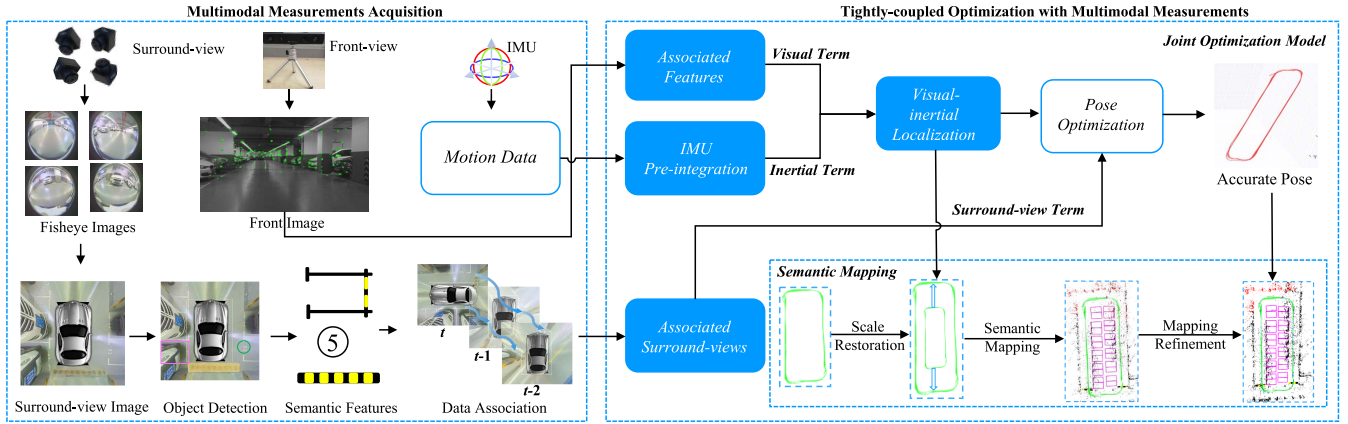 Multimodal Measurements Acquisition
Surround-view
Front-view
IMU
Motion Data
Fisheye Images
Front Image
5
t
t-1
t-2
Surround-view Image
Object Detection
Semantic Features
Data Association
Tightly-coupled Optimization with Multimodal Measurements
Joint Optimization Model
Associated
Features
Visual Term
IMU
Pre-integration
Inertial Term
Visual-
inertial
Localization
Pose
Optimization
Accurate Pose
Surround-view Term
Associated
Surround-views
Semantic Mapping
Scale
Restoration
Semantic
Mapping
Mapping
Refinement